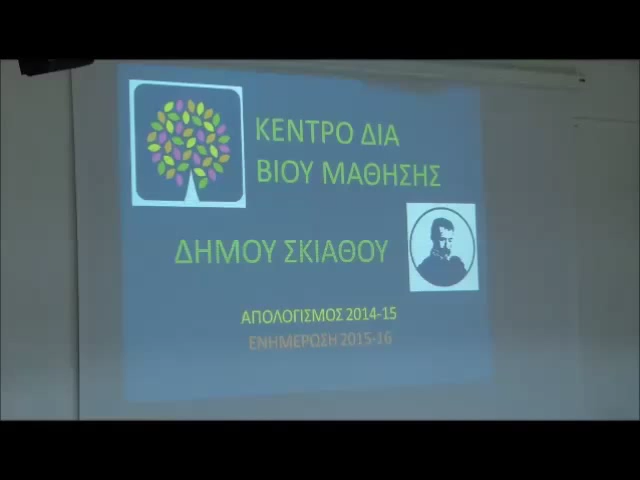 ΚΕΝΤΡΟ ΔΙΑ
ΒΙΟΥ ΜΑΘΗΣΗΣ
ΔΗΜΟΥ ΣΚΙΑΘΟΥ
ΑΠΟΛΟΓΙΣΜΟΣ 2014-15
ΕΝΗΜΕΡΩΣΗ 2015-16